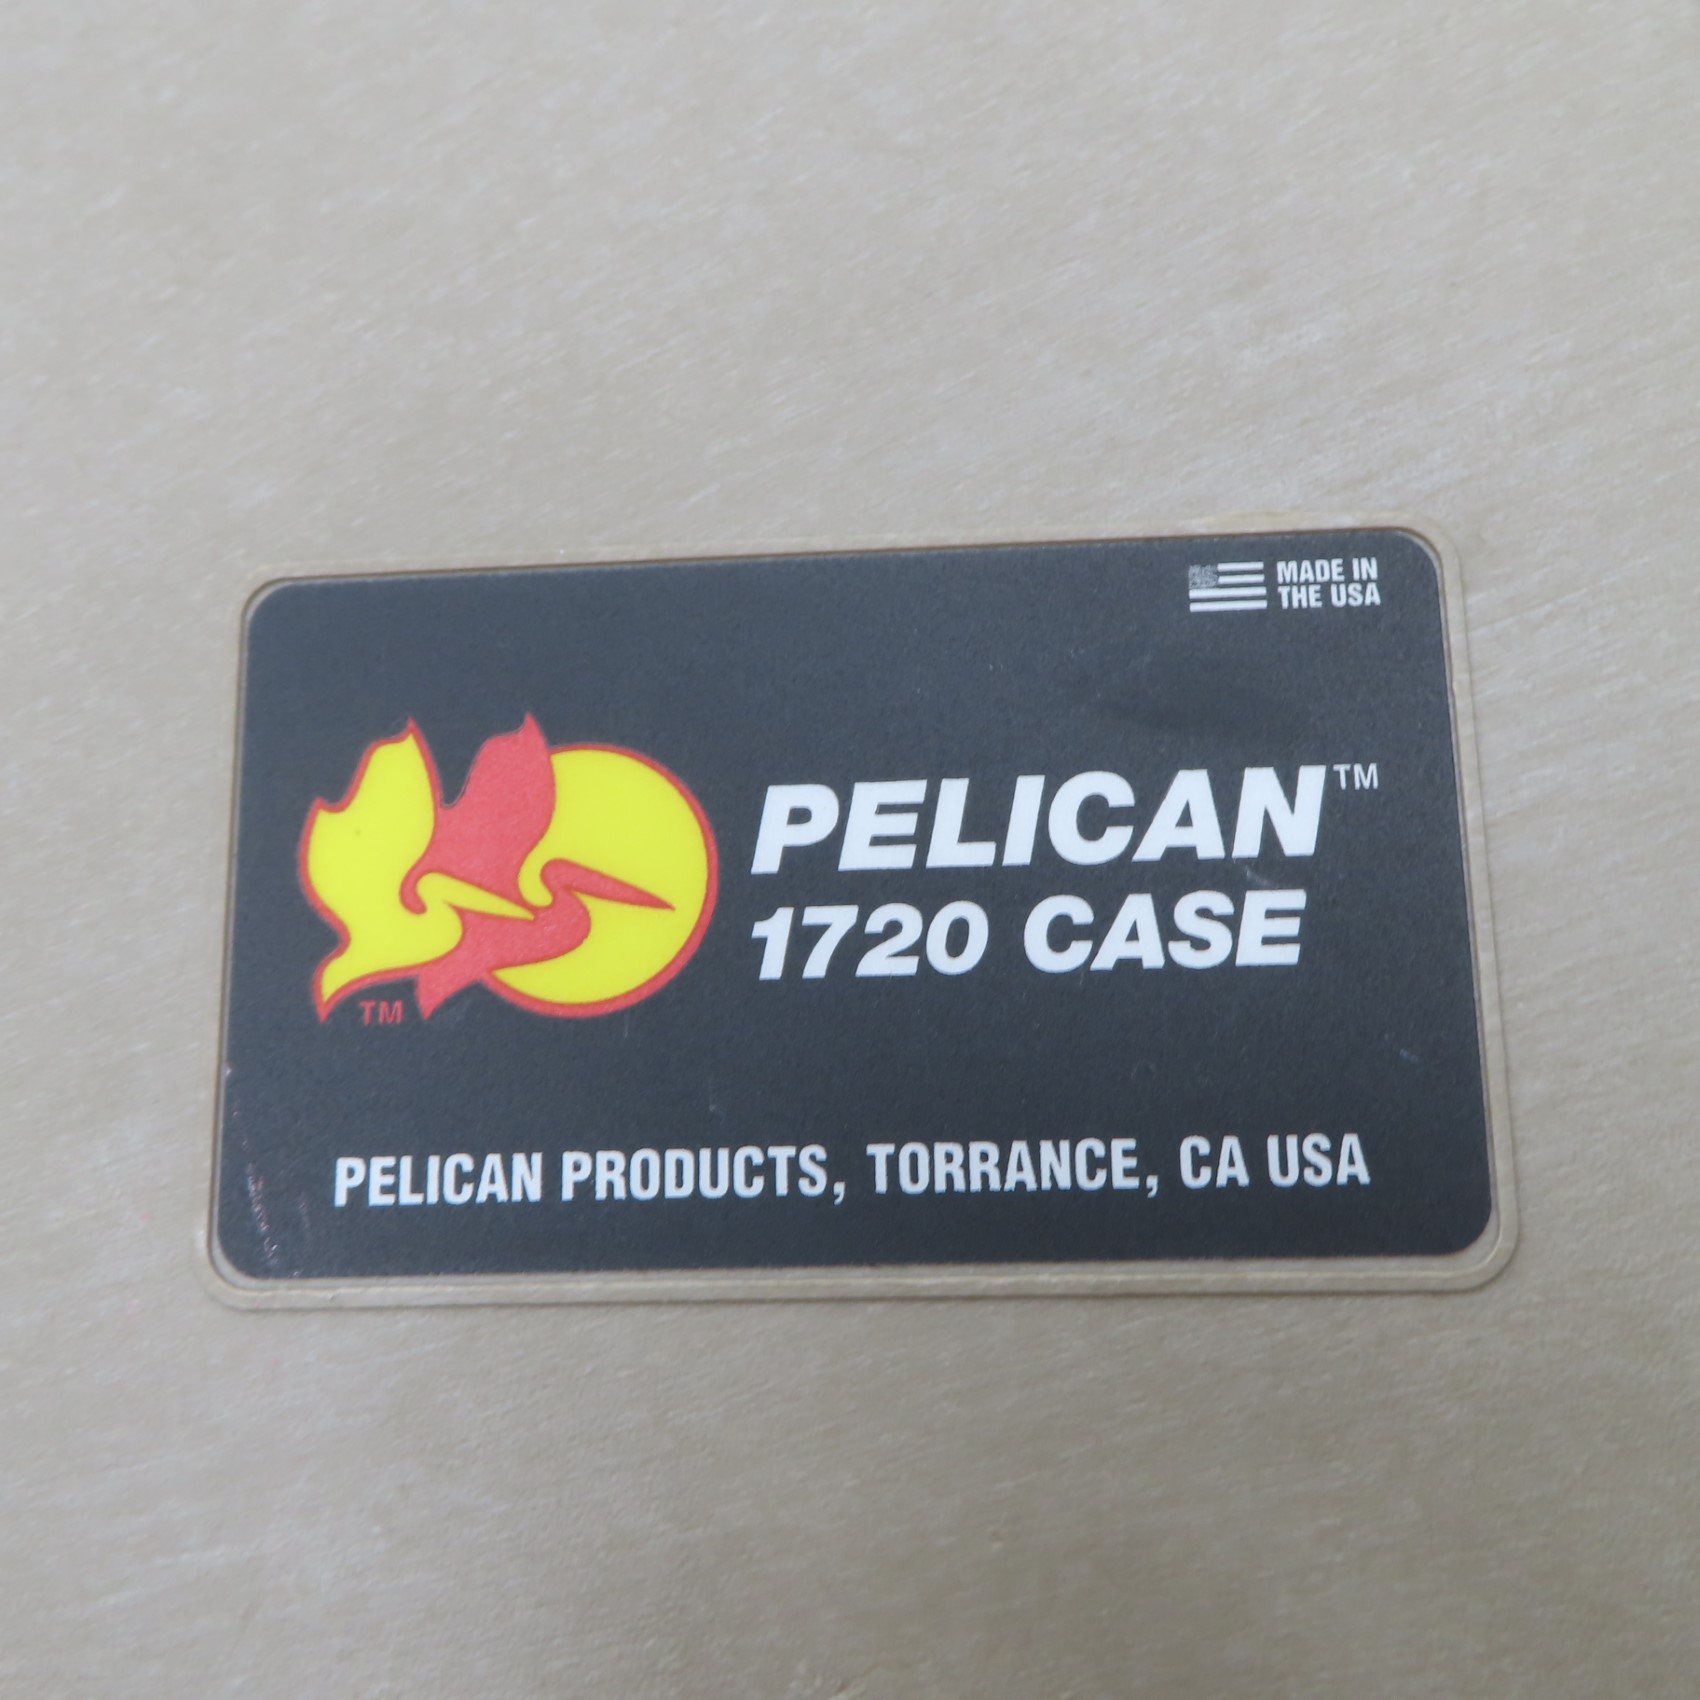 MADE IN
THE USA
PELICAN™
1720 CASE
TM
PELICAN PRODUCTS, TORRANCE, CA USA